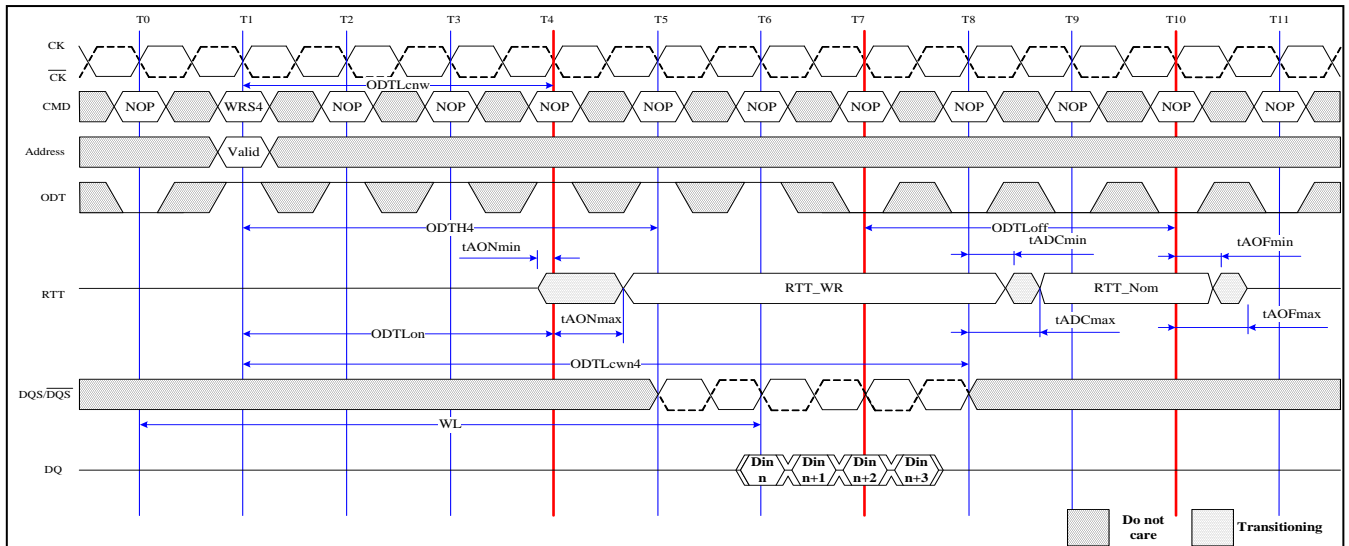 T0 T1 T2 T3 T4 T5 T6 T7 T8 T9 T10 T11
CK
CK
ODTLcnw
CMD NOP WRS4 NOP NOP NOP NOP NOP NOP NOP NOP NOP NOP
Address Valid
ODT
ODTH4 ODTLoff
tAONmin tADCmin tAOFmin
RTT RTT_WR RTT_Nom
tAONmax tADCmax tAOFmax
ODTLon
ODTLcwn4
DQS/DQS
WL
DQ Din n Din n+1 Din n+2 Din n+3
Do not care Transitioning